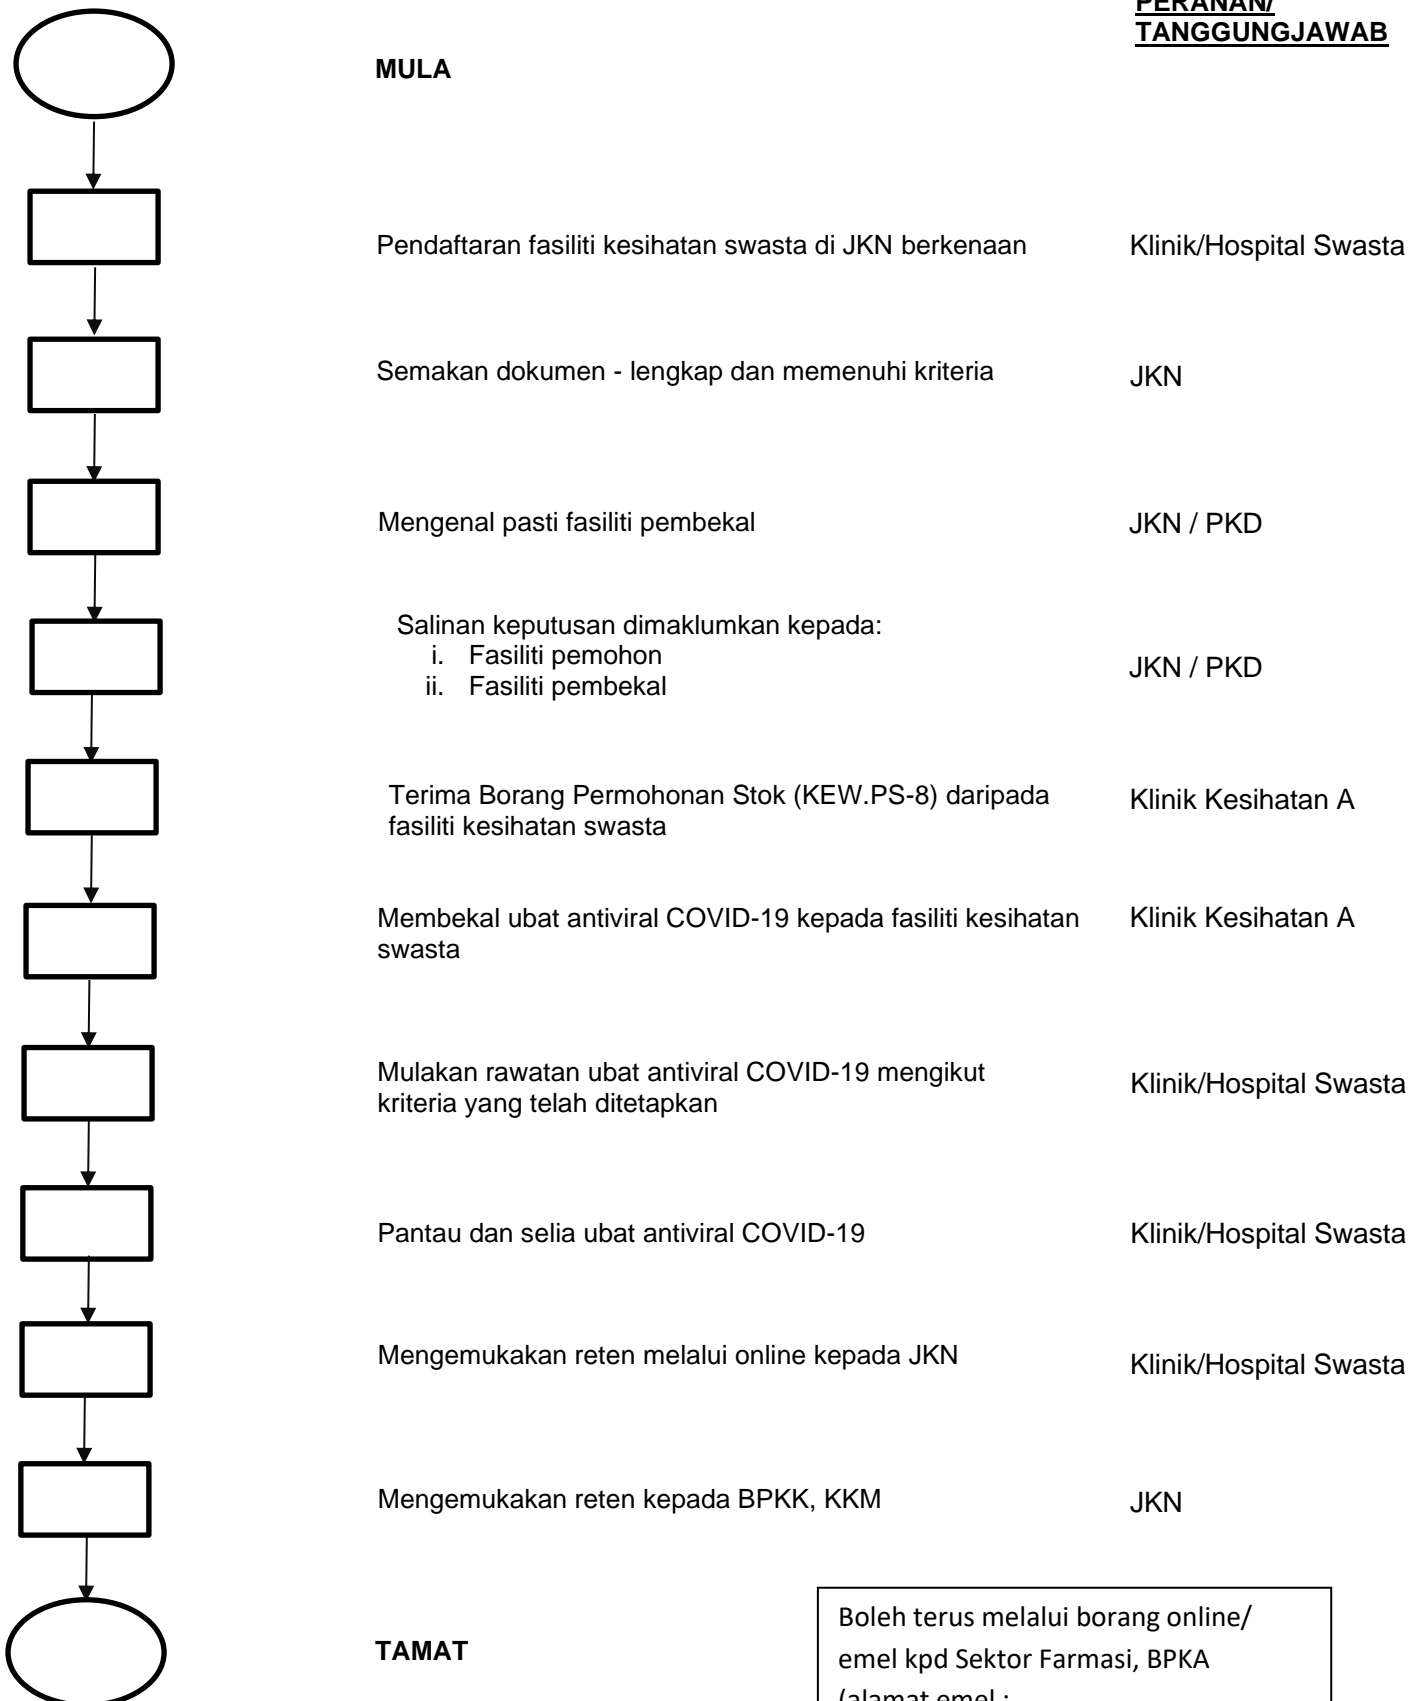 PERANAN/
TANGGUNGJAWAB
MULA
Pendaftaran fasiliti kesihatan swasta di JKN berkenaan
Klinik/Hospital Swasta
Semakan dokumen - lengkap dan memenuhi kriteria
JKN
Mengenal pasti fasiliti pembekal
JKN / PKD
Salinan keputusan dimaklumkan kepada:
i. Fasiliti pemohon
ii. Fasiliti pembekal
JKN / PKD
Terima Borang Permohonan Stok (KEW.PS-8) daripada
fasiliti kesihatan swasta
Klinik Kesihatan A
Membekal ubat antiviral COVID-19 kepada fasiliti kesihatan
swasta
Klinik Kesihatan A
Mulakan rawatan ubat antiviral COVID-19 mengikut
kriteria yang telah ditetapkan
Klinik/Hospital Swasta
Pantau dan selia ubat antiviral COVID-19
Klinik/Hospital Swasta
Mengemukakan reten melalui online kepada JKN
Klinik/Hospital Swasta
Mengemukakan reten kepada BPKK, KKM
JKN
TAMAT
Boleh terus melalui borang online/
emel kpd Sektor Farmasi, BPKA
(alamat emel :